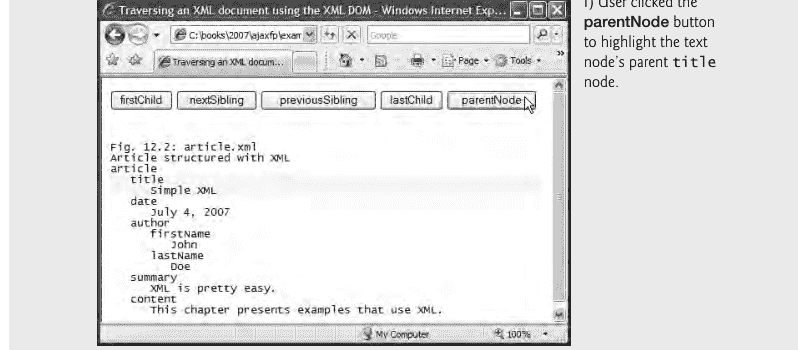 Traversing an XML document using the XML DOM - Windows Internet Exp...
C:\books\2007\ajaxfp\exam
Google
Traversing an XML docum...
Page
Tools
firstChild
nextSibling
previousSibling
lastChild
parentNode
Fig. 12.2: article.xml
Article structured with XML
article
title
Simple XML
date
July 4, 2007
author
firstName
John
lastName
Doe
summary
XML is pretty easy.
content
This chapter presents examples that use XML.
My Computer
100%
f) User clicked the
parentNode button
to highlight the text
node's parent title
node.